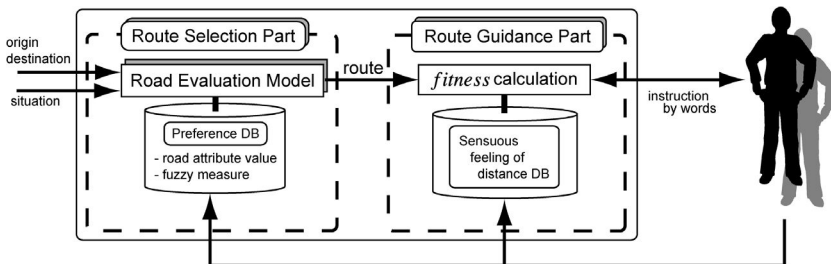 origin
destination
situation
Route Selection Part
Road Evaluation Model
Preference DB
- road attribute value
- fuzzy measure
route
Route Guidance Part
fitness calculation
Sensuous
feeling of
distance DB
instruction
by words